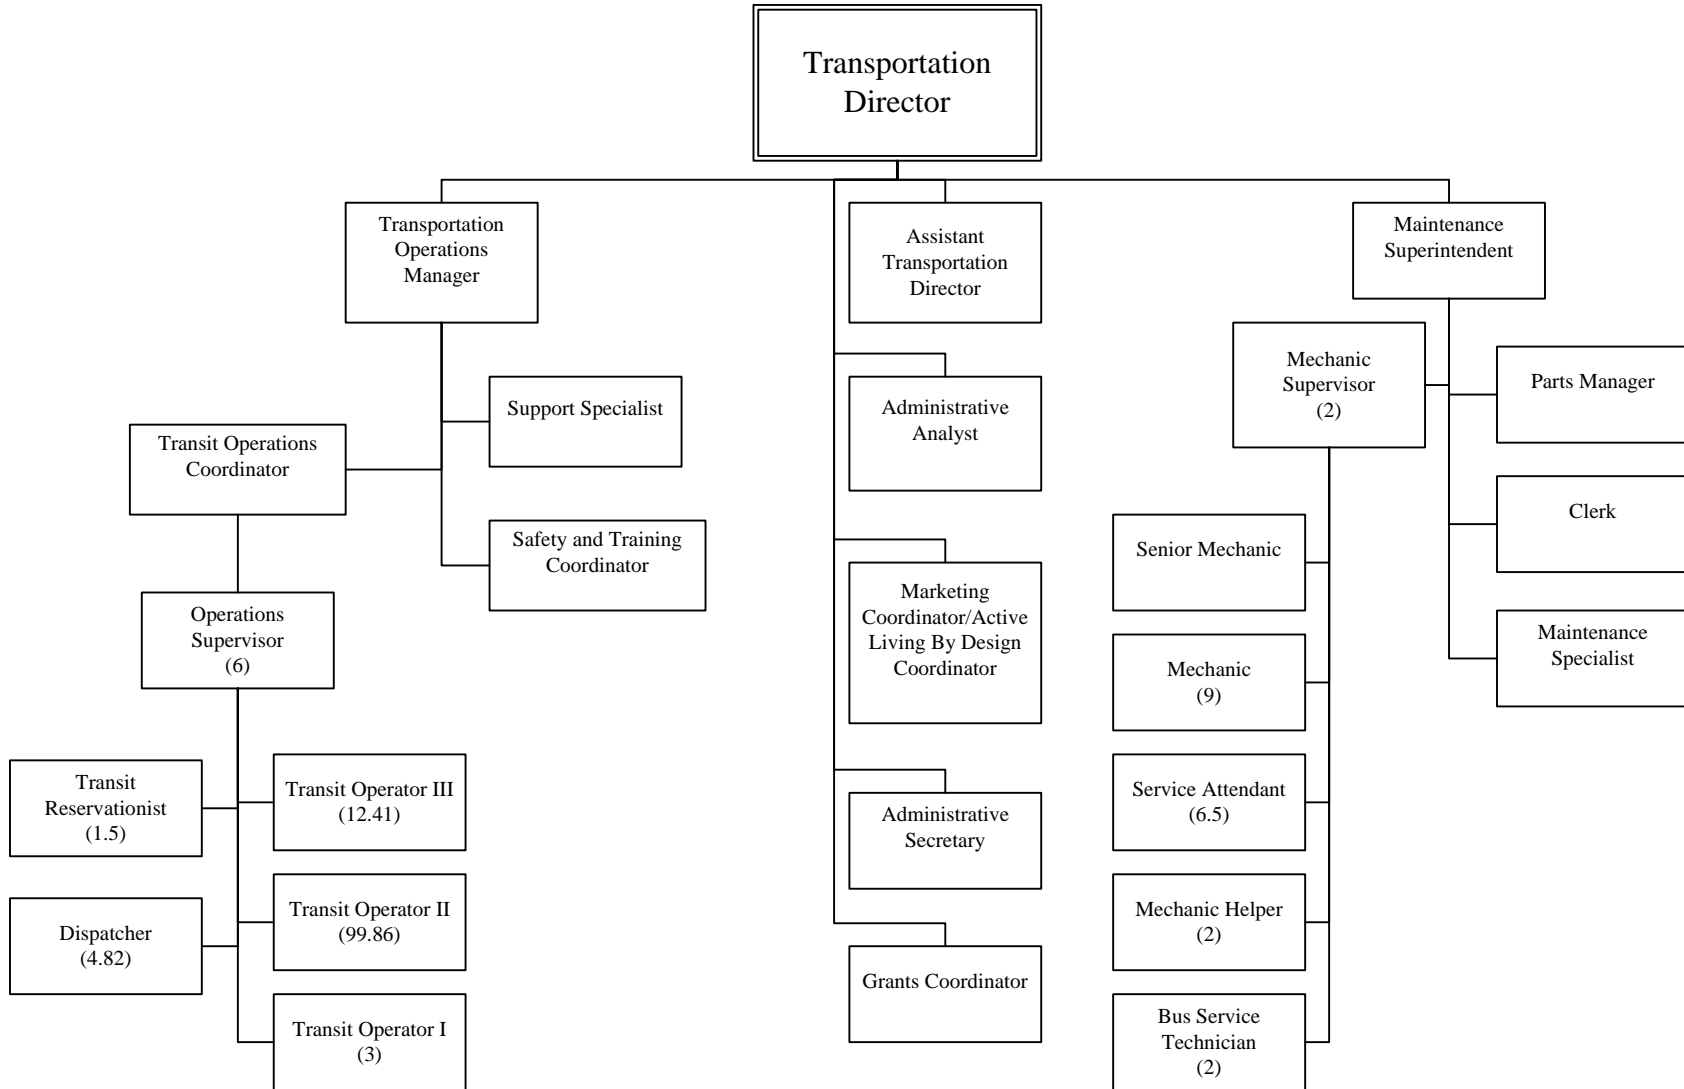 Transportation
Director
Transportation
Operations
Manager
Assistant
Transportation
Director
Maintenance
Superintendent
Mechanic
Supervisor
(2)
Parts Manager
Support Specialist
Administrative
Analyst
Transit Operations
Coordinator
Clerk
Safety and Training
Coordinator
Senior Mechanic
Marketing
Coordinator/Active
Living By Design
Coordinator
Operations
Supervisor
(6)
Mechanic
(9)
Maintenance
Specialist
Transit
Reservationist
(1.5)
Transit Operator III
(12.41)
Administrative
Secretary
Service Attendant
(6.5)
Dispatcher
(4.82)
Transit Operator II
(99.86)
Mechanic Helper
(2)
Grants Coordinator
Transit Operator I
(3)
Bus Service
Technician
(2)